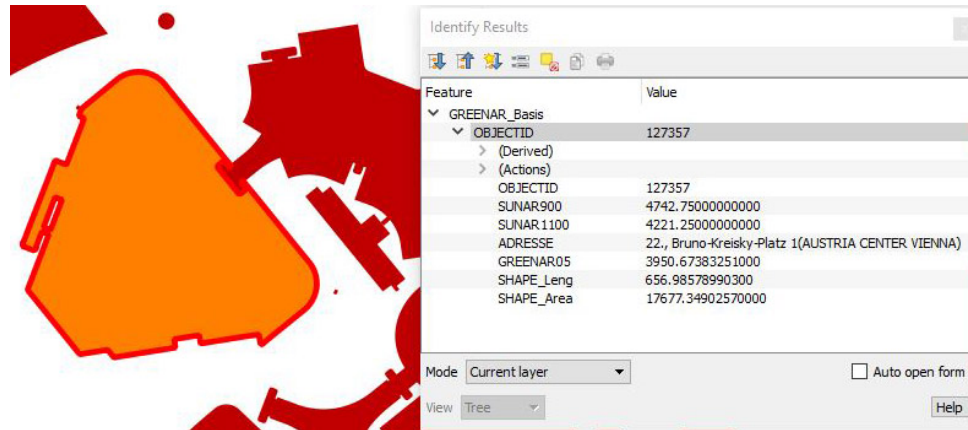 Identify Results
Feature Value
GREENAR_Basis
OBJECTID 127357
(Derived)
(Actions)
OBJECTID 127357
SUNAR900 4742.75000000000
SUNAR1100 4221.25000000000
ADRESSE 22., Bruno-Kreisky-Platz 1(AUSTRIA CENTER VIENNA)
GREENAR05 3950.67383251000
SHAPE_Leng 656.98578990300
SHAPE_Area 17677.34902570000
Mode Current layer Auto open form
View Tree Help